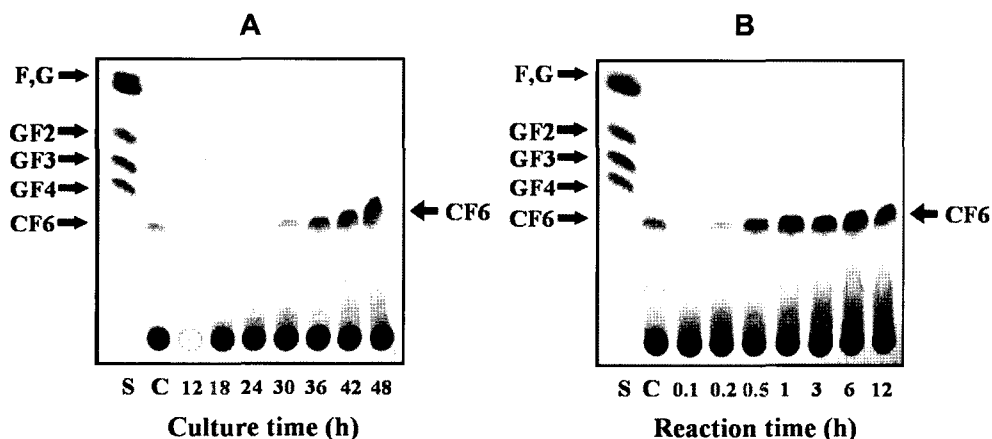 A
F,G
GF2
GF3
GF4
CF6
CF6
S C 12 18 24 30 36 42 48
Culture time (h)
B
F,G
GF2
GF3
GF4
CF6
CF6
S C 0.1 0.2 0.5 1 3 6 12
Reaction time (h)